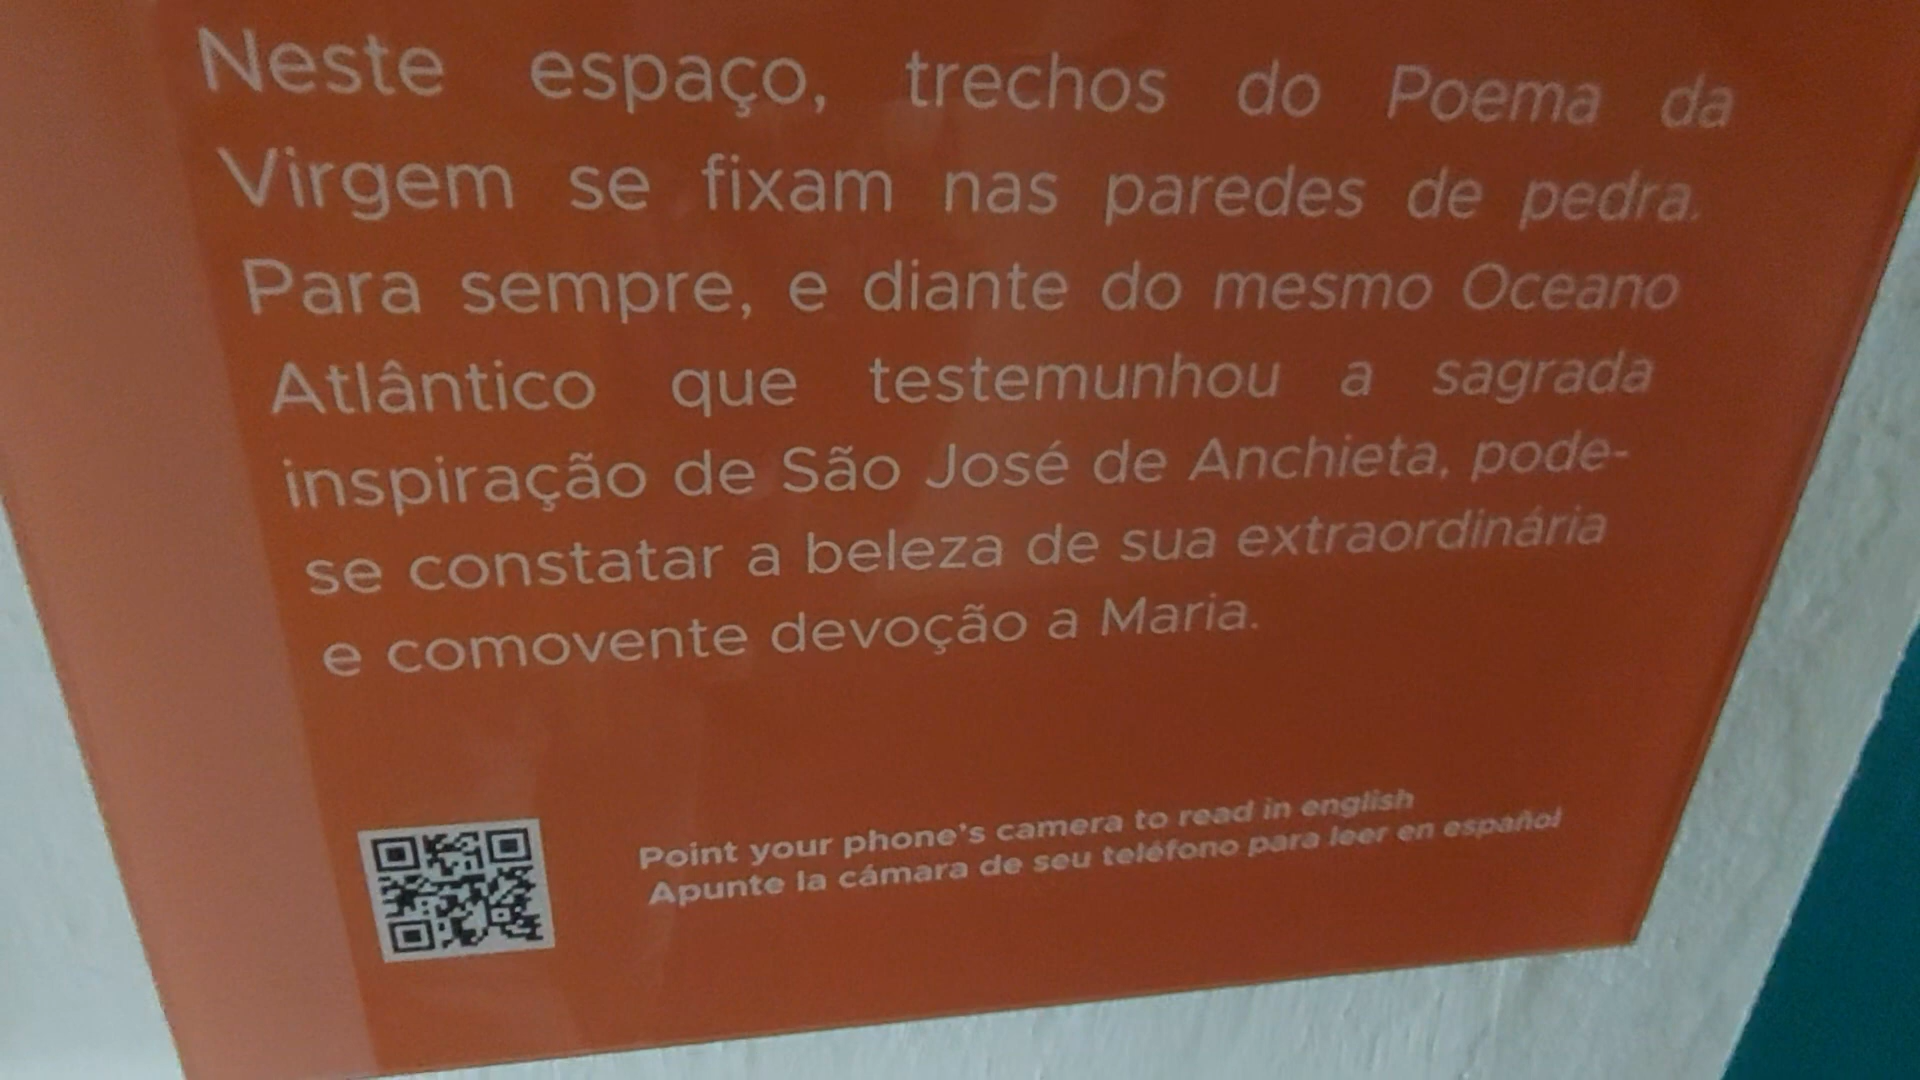 Neste espaço, trechos do Poema da
Virgem se fixam nas paredes de pedra.
Para sempre, e diante do mesmo Oceano
Atlântico que testemunhou a sagrada
inspiração de São José de Anchieta, pode-
se constatar a beleza de sua extraordinária
e comovente devoção a Maria.
Point your phone's camera to read in english
Apunte la cámara de seu teléfono para leer en español